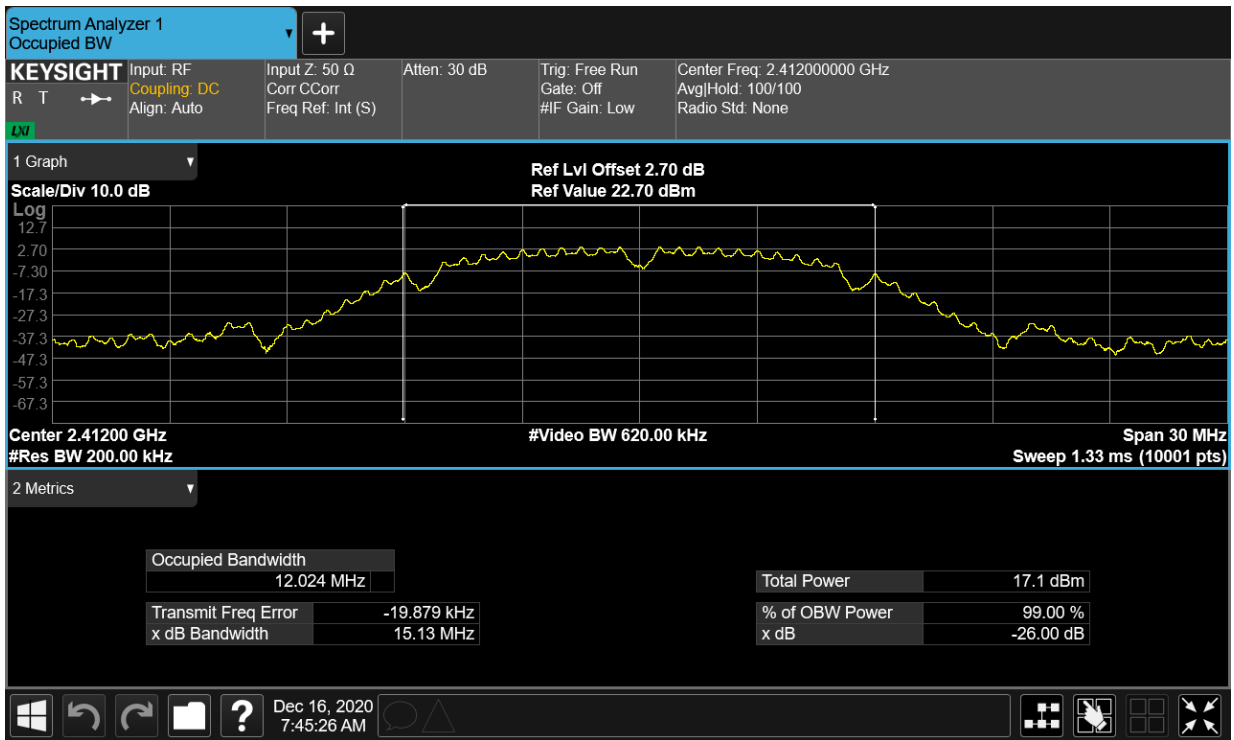 Spectrum Analyzer 1
Occupied BW
▼
+
KEYSIGHT
R T
LXI
Input: RF
Coupling: DC
Align: Auto
Input Z: 50 Ω
Corr CCorr
Freq Ref: Int (S)
Atten: 30 dB
Trig: Free Run
Gate: Off
#IF Gain: Low
Center Freq: 2.412000000 GHz
Avg|Hold: 100/100
Radio Std: None
1 Graph ▼
Scale/Div 10.0 dB
Ref Lvl Offset 2.70 dB
Ref Value 22.70 dBm
Log
12.7
2.70
-7.30
-17.3
-27.3
-37.3
-47.3
-57.3
-67.3
Center 2.41200 GHz
#Res BW 200.00 kHz
#Video BW 620.00 kHz
Span 30 MHz
Sweep 1.33 ms (10001 pts)
2 Metrics ▼
Occupied Bandwidth
12.024 MHz
Transmit Freq Error -19.879 kHz
x dB Bandwidth 15.13 MHz
Total Power 17.1 dBm
% of OBW Power 99.00 %
x dB -26.00 dB
?
Dec 16, 2020
7:45:26 AM